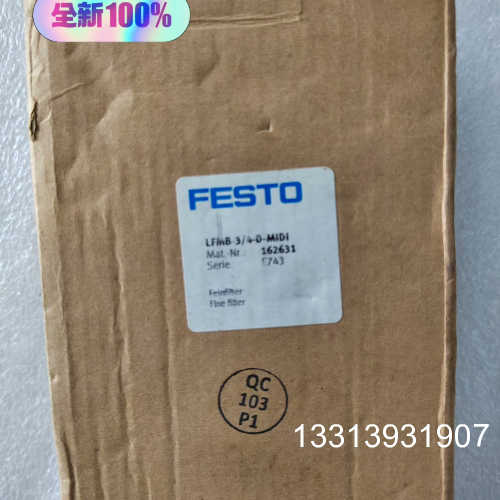 全新100%
FESTO
LFMB-3/4-D-MIDI
Mat.-Nr.: 162631
Serie: E743
Feinfilter
Fine filter
QC
103
P1
13313931907